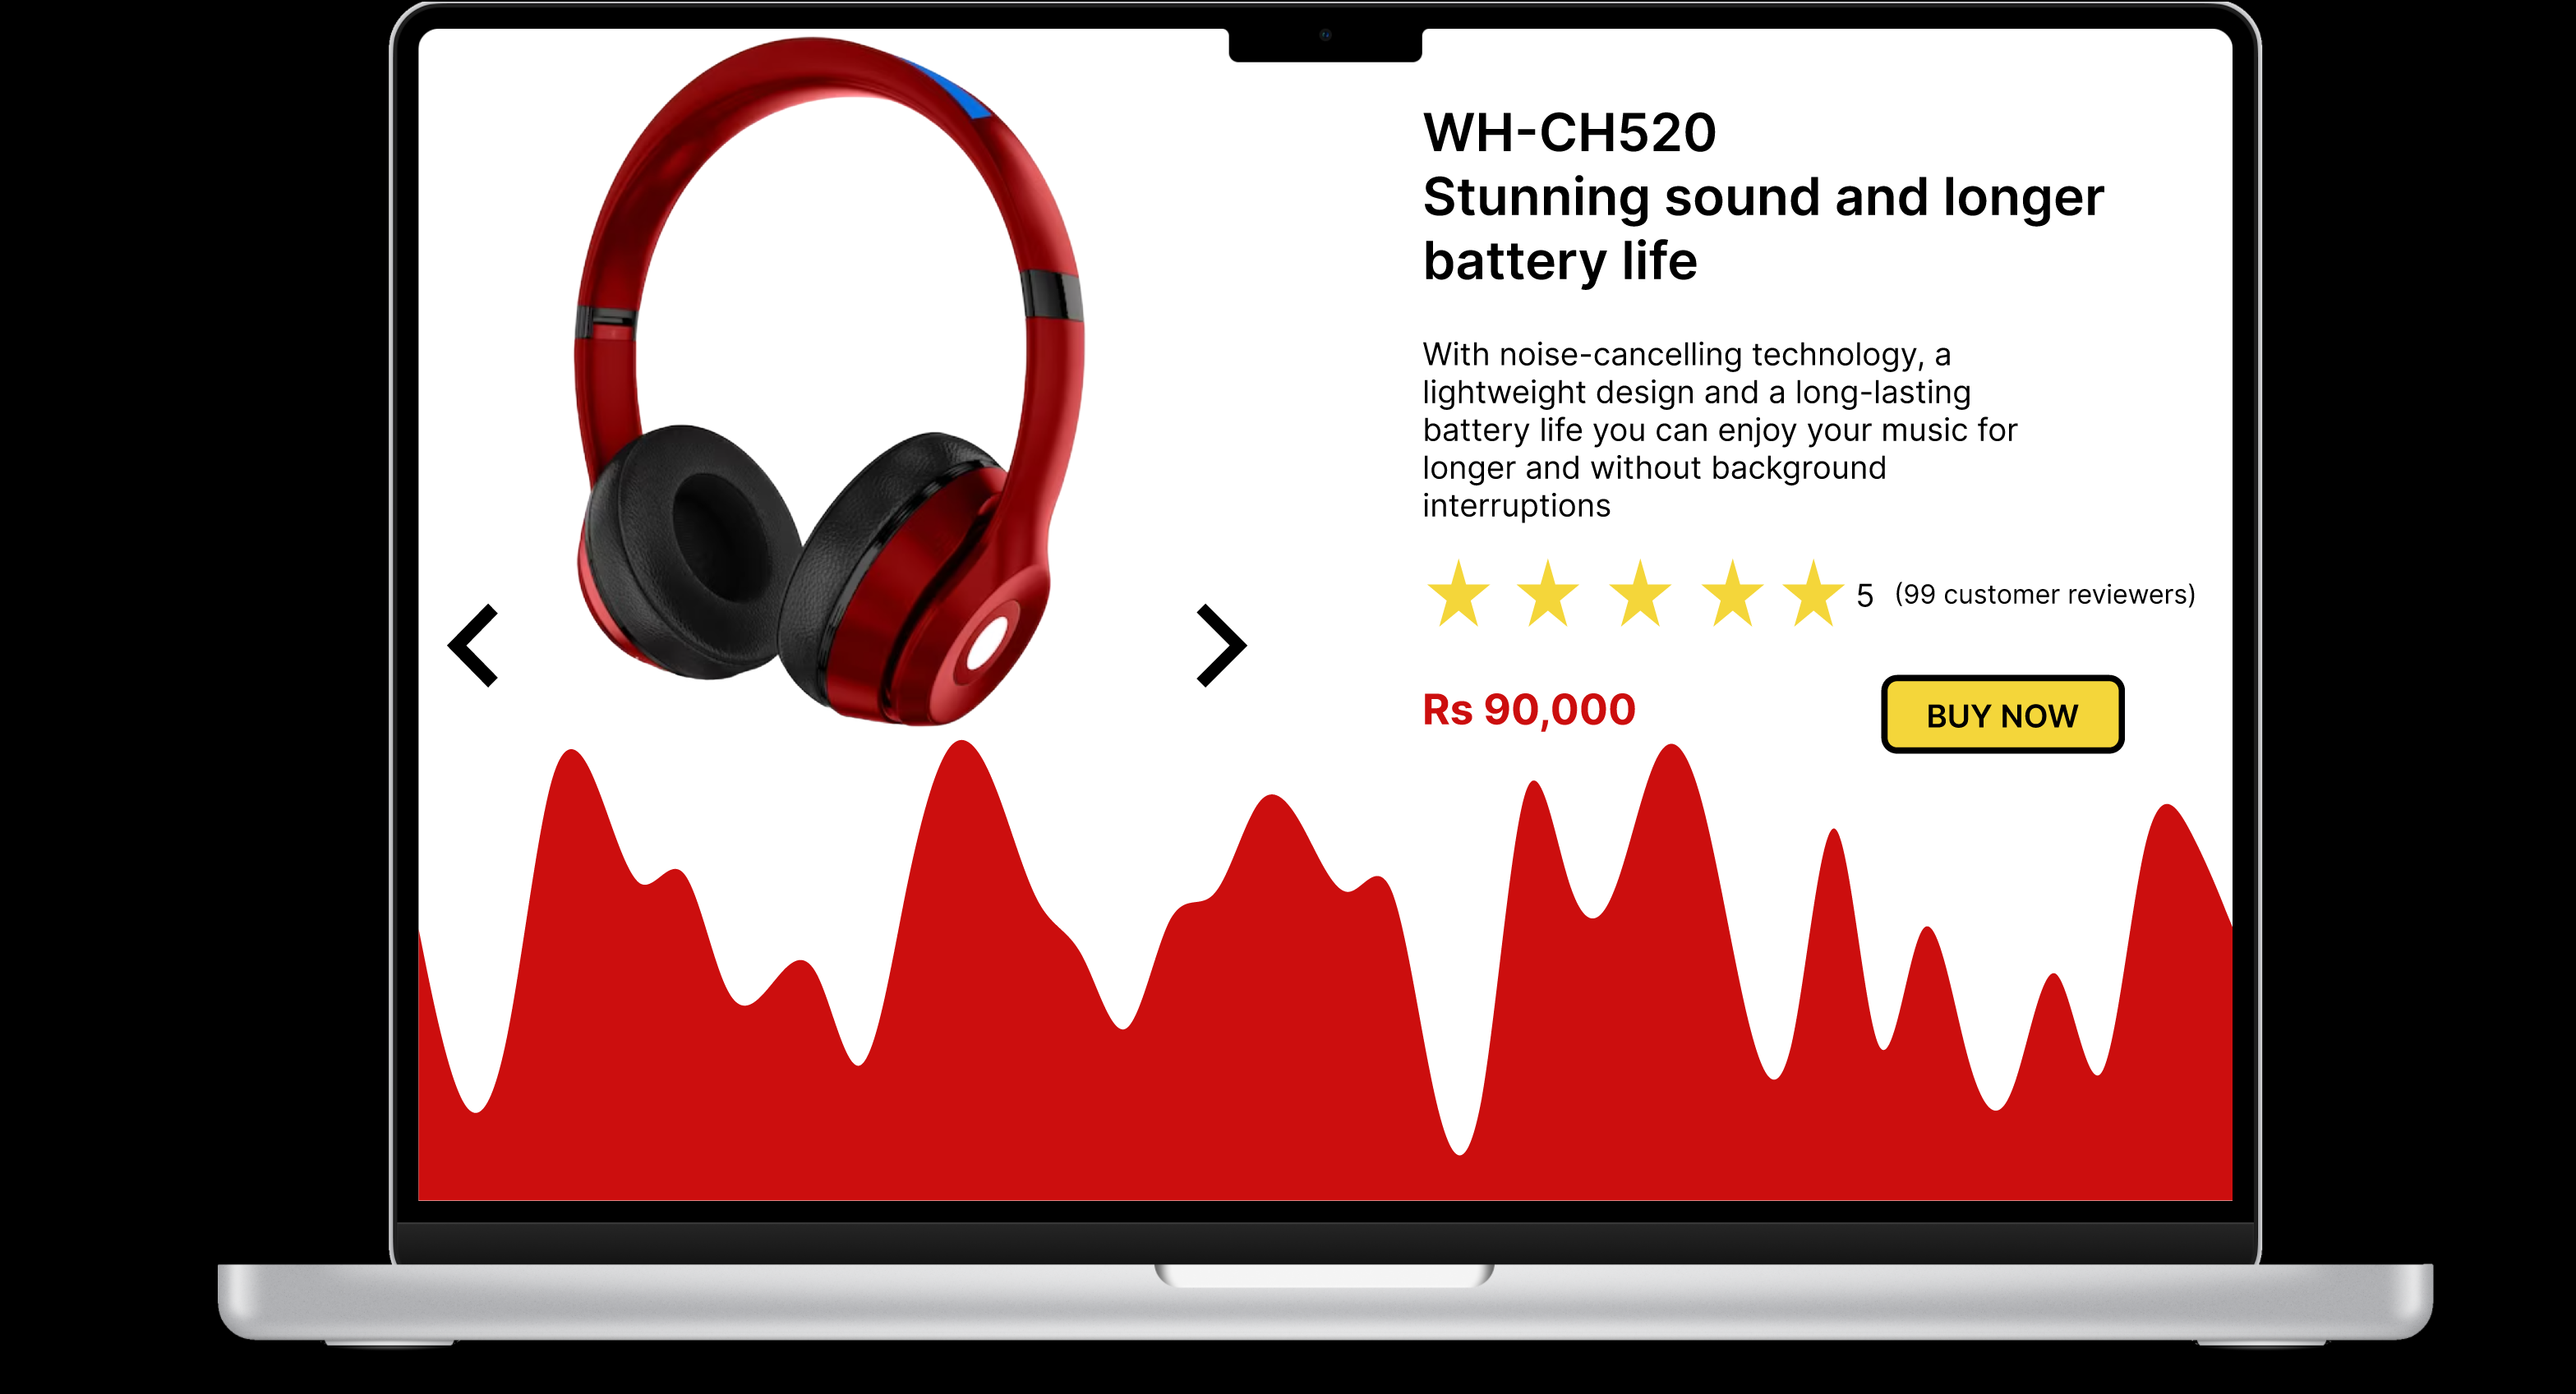 WH-CH520
Stunning sound and longer
battery life
With noise-cancelling technology, a
lightweight design and a long-lasting
battery life you can enjoy your music for
longer and without background
interruptions
5 (99 customer reviewers)
Rs 90,000
BUY NOW